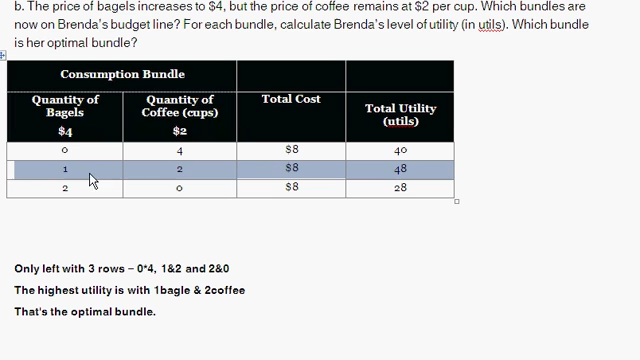 b. The price of bagels increases to $4, but the price of coffee remains at $2 per cup. Which bundles are
now on Brenda's budget line? For each bundle, calculate Brenda's level of utility (in utils). Which bundle
is her optimal bundle?
Consumption Bundle
Quantity of Bagels $4 Quantity of Coffee (cups) $2 Total Cost Total Utility (utils)
0 4 $8 40
1 2 $8 48
2 0 $8 28
Only left with 3 rows – 0*4, 1&2 and 2&0
The highest utility is with 1bagle & 2coffee
That's the optimal bundle.